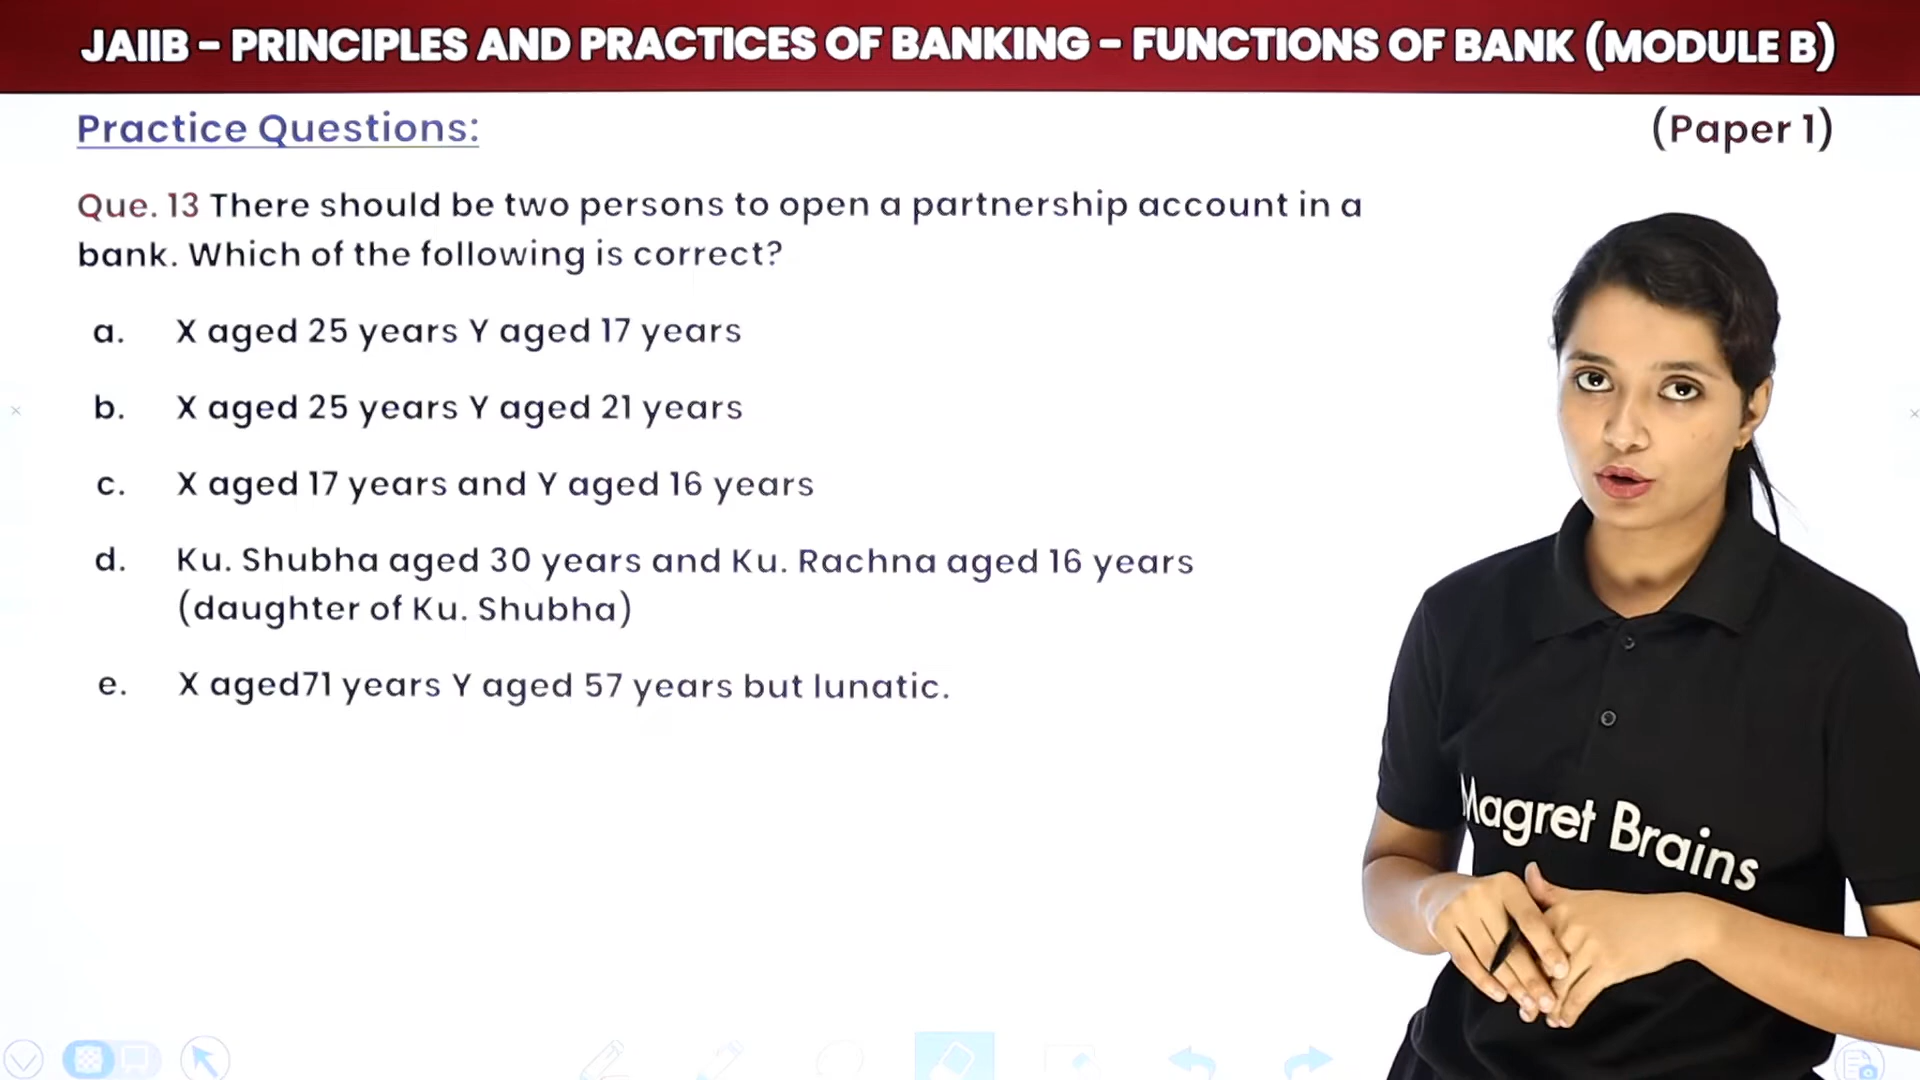 JAIIB - PRINCIPLES AND PRACTICES OF BANKING - FUNCTIONS OF BANK (MODULE B)
Practice Questions:
(Paper 1)
Que. 13 There should be two persons to open a partnership account in a
bank. Which of the following is correct?
a. X aged 25 years Y aged 17 years
b. X aged 25 years Y aged 21 years
c. X aged 17 years and Y aged 16 years
d. Ku. Shubha aged 30 years and Ku. Rachna aged 16 years
(daughter of Ku. Shubha)
e. X aged71 years Y aged 57 years but lunatic.
Magret Brains